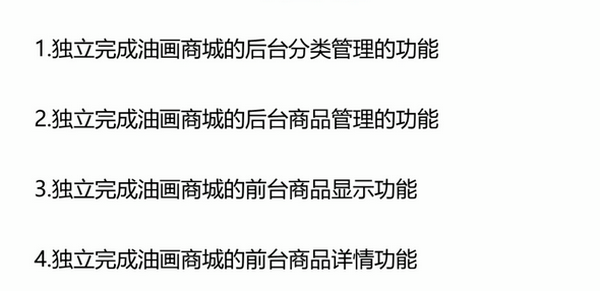 1.独立完成油画商城的后台分类管理的功能
2.独立完成油画商城的后台商品管理的功能
3.独立完成油画商城的前台商品显示功能
4.独立完成油画商城的前台商品详情功能